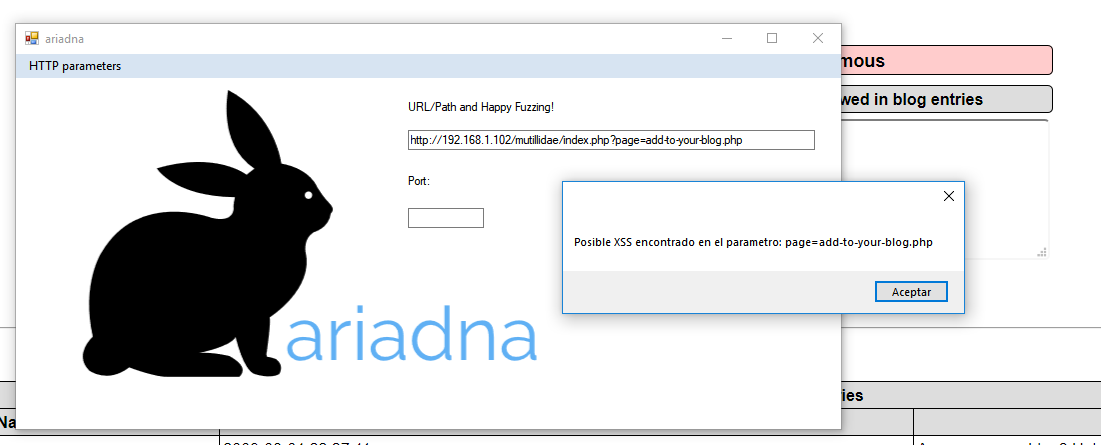 ariadna
HTTP parameters
mous
URL/Path and Happy Fuzzing!
wed in blog entries
http://192.168.1.102/mutillidae/index.php?page=add-to-your-blog.php
Port:
Posible XSS encontrado en el parametro: page=add-to-your-blog.php
Aceptar
ariadna
ies
Na